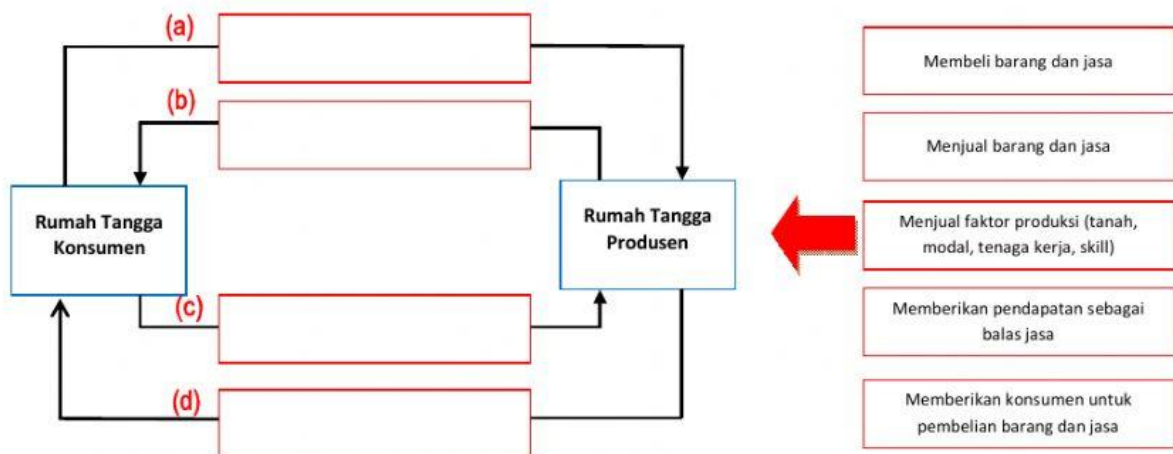 (a)
(b)
Rumah Tangga
Konsumen
Rumah Tangga
Produsen
(c)
(d)
Membeli barang dan jasa
Menjual barang dan jasa
Menjual faktor produksi (tanah,
modal, tenaga kerja, skill)
Memberikan pendapatan sebagai
balas jasa
Memberikan konsumen untuk
pembelian barang dan jasa